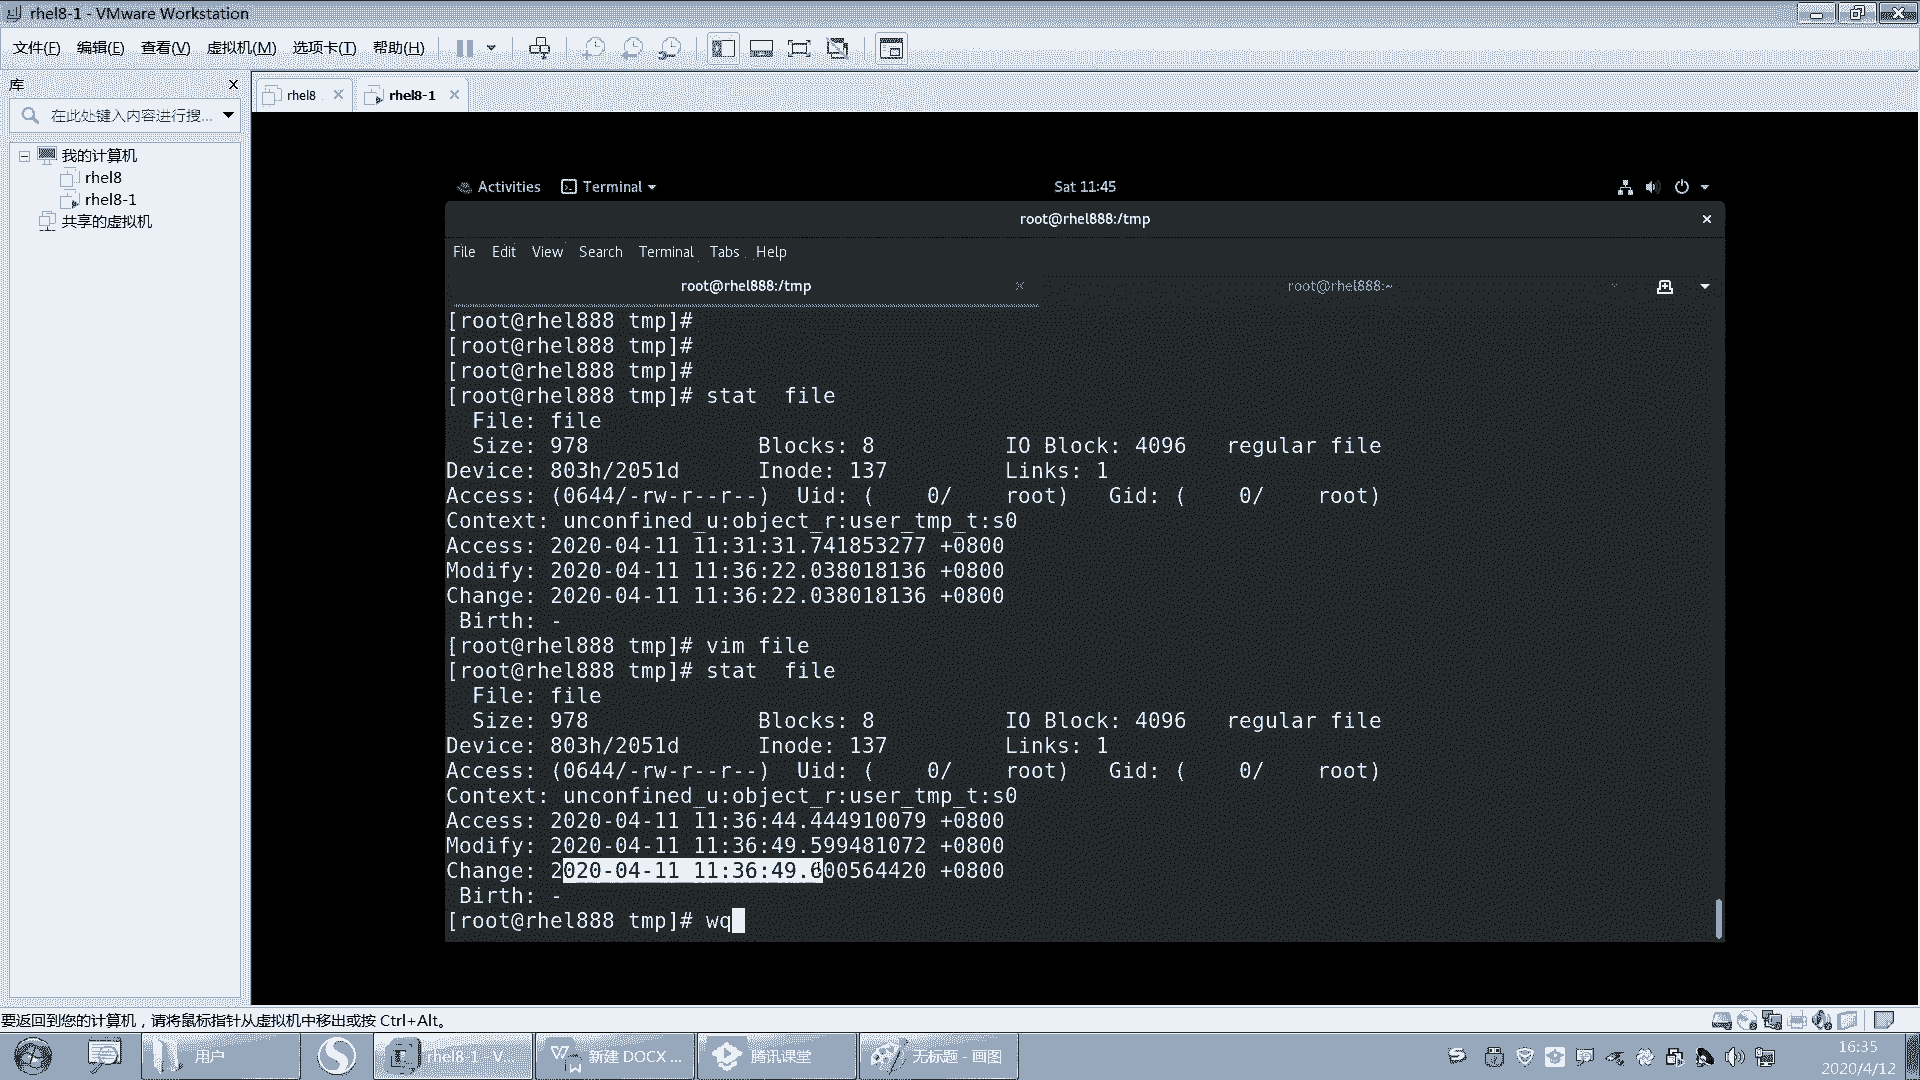 rhel8-1 - VMware Workstation
文件(F) 编辑(E) 查看(V) 虚拟机(M) 选项卡(T) 帮助(H)
库
在此处键入内容进行搜...
我的计算机
rhel8
rhel8-1
共享的虚拟机
rhel8 rhel8-1
Activities Terminal Sat 11:45
root@rhel888:/tmp
File Edit View Search Terminal Tabs Help
root@rhel888:/tmp root@rhel888:~
[root@rhel888 tmp]#
[root@rhel888 tmp]#
[root@rhel888 tmp]#
[root@rhel888 tmp]# stat  file
  File: file
  Size: 978             Blocks: 8          IO Block: 4096   regular file
Device: 803h/2051d      Inode: 137         Links: 1
Access: (0644/-rw-r--r--)  Uid: (    0/    root)   Gid: (    0/    root)
Context: unconfined_u:object_r:user_tmp_t:s0
Access: 2020-04-11 11:31:31.741853277 +0800
Modify: 2020-04-11 11:36:22.038018136 +0800
Change: 2020-04-11 11:36:22.038018136 +0800
 Birth: -
[root@rhel888 tmp]# vim file
[root@rhel888 tmp]# stat  file
  File: file
  Size: 978             Blocks: 8          IO Block: 4096   regular file
Device: 803h/2051d      Inode: 137         Links: 1
Access: (0644/-rw-r--r--)  Uid: (    0/    root)   Gid: (    0/    root)
Context: unconfined_u:object_r:user_tmp_t:s0
Access: 2020-04-11 11:36:44.444910079 +0800
Modify: 2020-04-11 11:36:49.599481072 +0800
Change: 2020-04-11 11:36:49.600564420 +0800
 Birth: -
[root@rhel888 tmp]# wq
要返回到您的计算机，请将鼠标指针从虚拟机中移出或按 Ctrl+Alt。
用户 rhel8-1 - V... 新建 DOCX ... 腾讯课堂 无标题 - 画图
16:35
2020/4/12